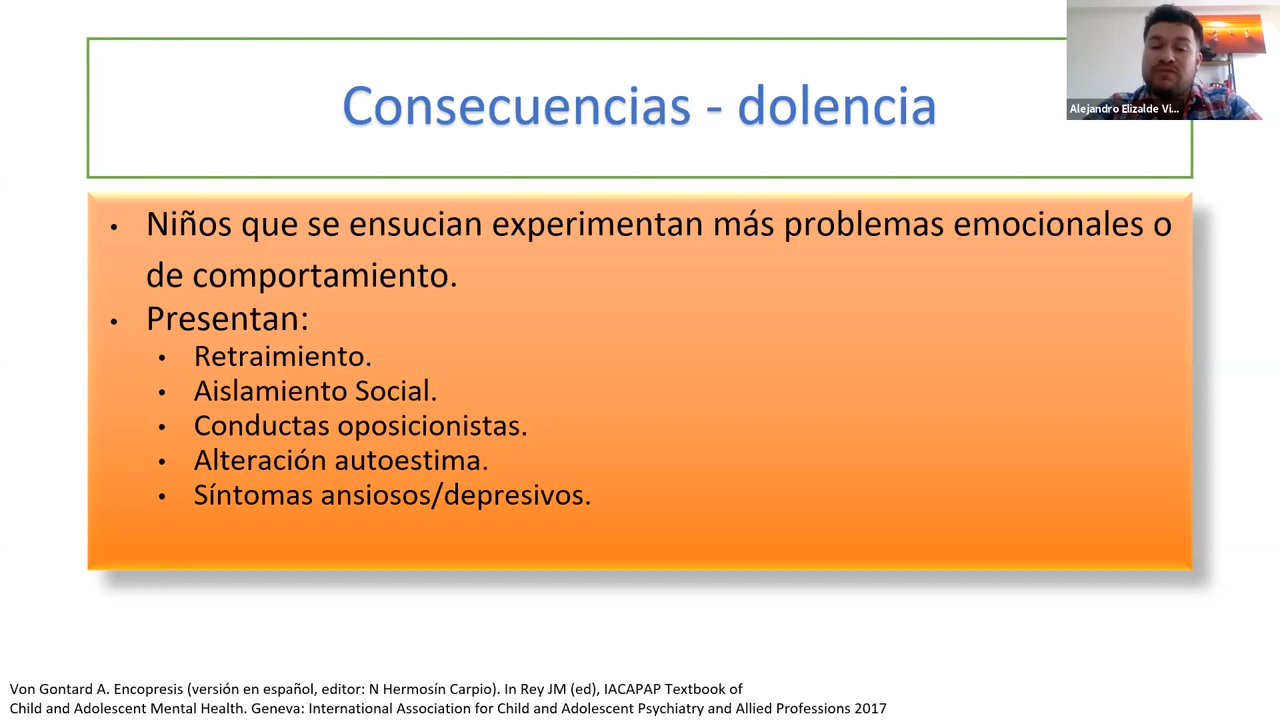 Consecuencias - dolencia
Alejandro Elizalde Vi...
• Niños que se ensucian experimentan más problemas emocionales o
de comportamiento.
• Presentan:
• Retraimiento.
• Aislamiento Social.
• Conductas oposicionistas.
• Alteración autoestima.
• Síntomas ansiosos/depresivos.
Von Gontard A. Encopresis (versión en español, editor: N Hermosín Carpio). In Rey JM (ed), IACAPAP Textbook of
Child and Adolescent Mental Health. Geneva: International Association for Child and Adolescent Psychiatry and Allied Professions 2017